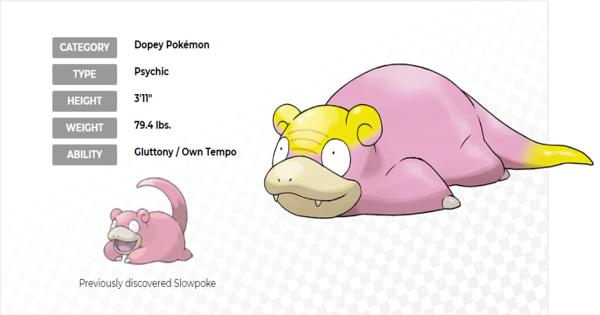 CATEGORY Dopey Pokémon
TYPE Psychic
HEIGHT 3'11"
WEIGHT 79.4 lbs.
ABILITY Gluttony / Own Tempo
Previously discovered Slowpoke